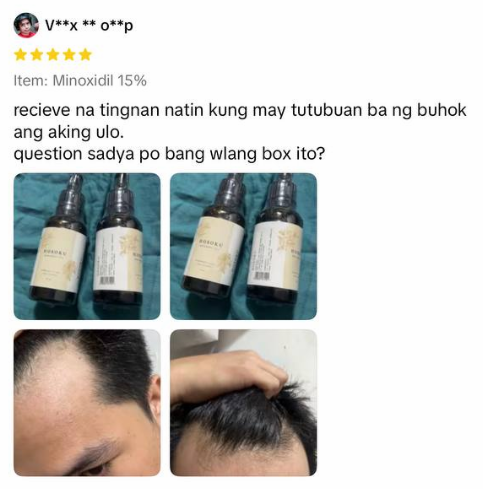 V**x ** o**p
Item: Minoxidil 15%
recieve na tingnan natin kung may tutubuan ba ng buhok
ang aking ulo.
question sadya po bang wlang box ito?